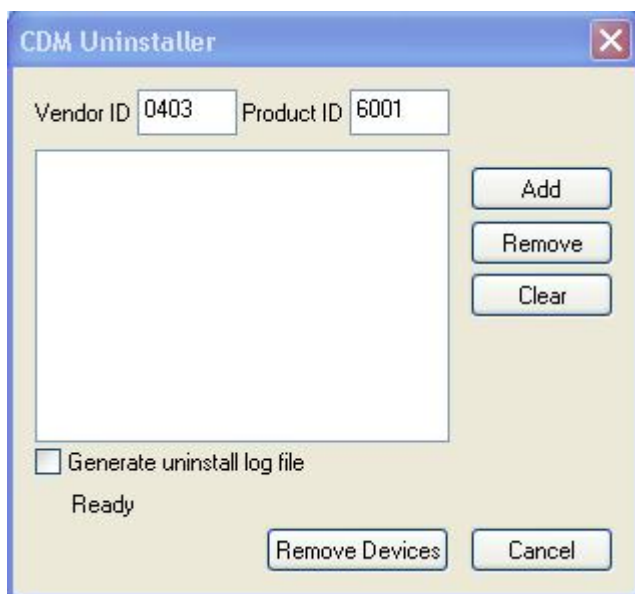 CDM Uninstaller
Vendor ID 0403 Product ID 6001
Add
Remove
Clear
Generate uninstall log file
Ready
Remove Devices Cancel